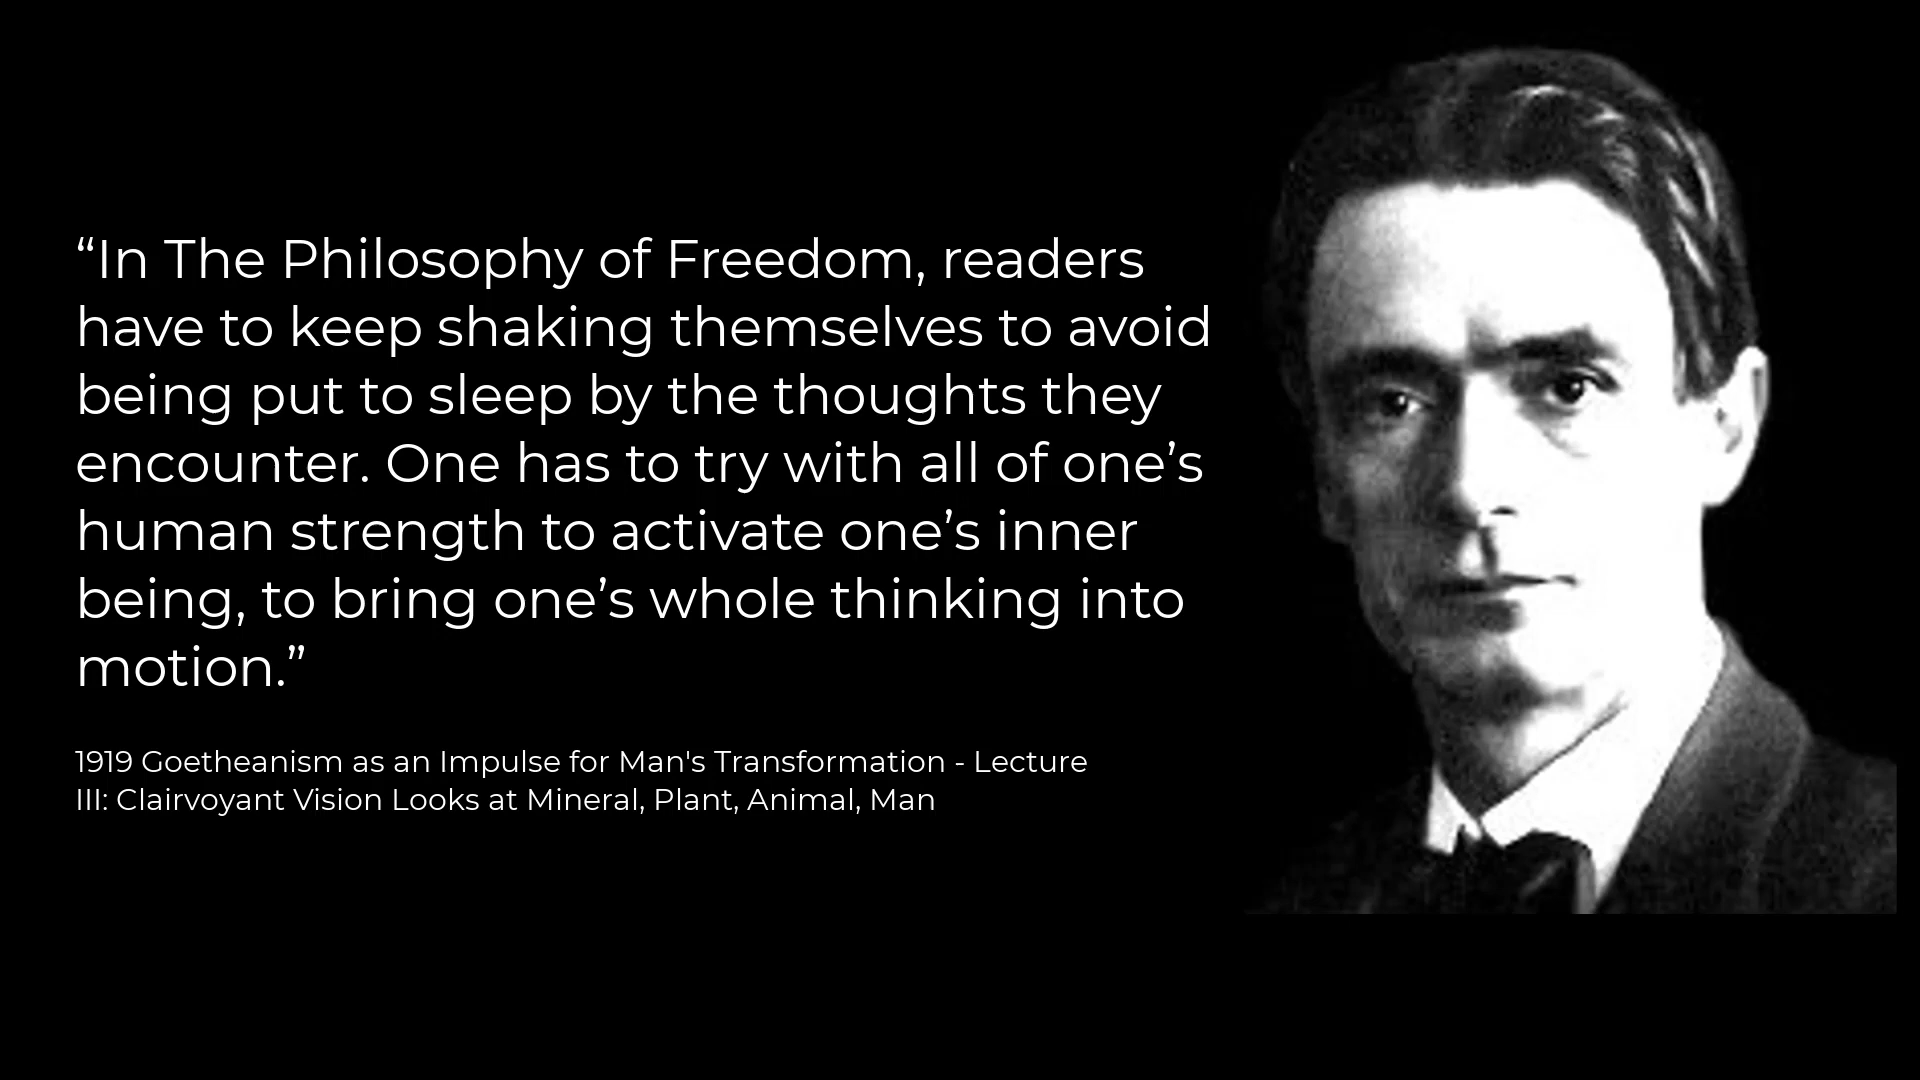 “In The Philosophy of Freedom, readers
have to keep shaking themselves to avoid
being put to sleep by the thoughts they
encounter. One has to try with all of one’s
human strength to activate one’s inner
being, to bring one’s whole thinking into
motion.”
1919 Goetheanism as an Impulse for Man's Transformation - Lecture
III: Clairvoyant Vision Looks at Mineral, Plant, Animal, Man